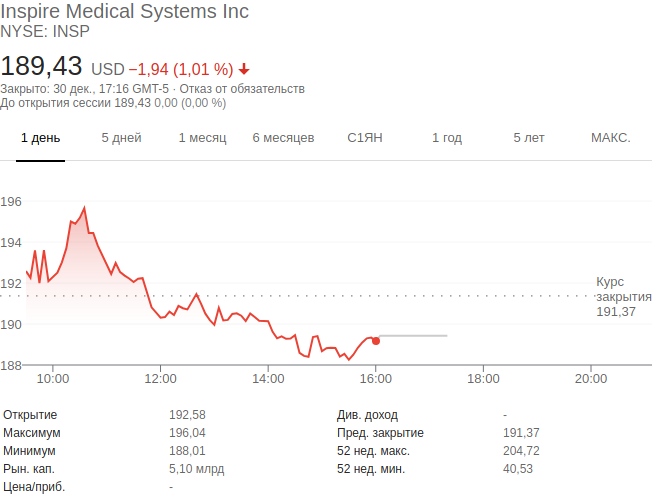 Inspire Medical Systems Inc
NYSE: INSP
189,43 USD −1,94 (1,01 %)
Закрыто: 30 дек., 17:16 GMT-5 · Отказ от обязательств
До открытия сессии 189,43 0,00 (0,00 %)
1 день 5 дней 1 месяц 6 месяцев С1ЯН 1 год 5 лет МАКС.
196
194
192
190
188
Курс
закрытия
191,37
10:00 12:00 14:00 16:00 18:00 20:00
Открытие 192,58 Див. доход -
Максимум 196,04 Пред. закрытие 191,37
Минимум 188,01 52 нед. макс. 204,72
Рын. кап. 5,10 млрд 52 нед. мин. 40,53
Цена/приб. -